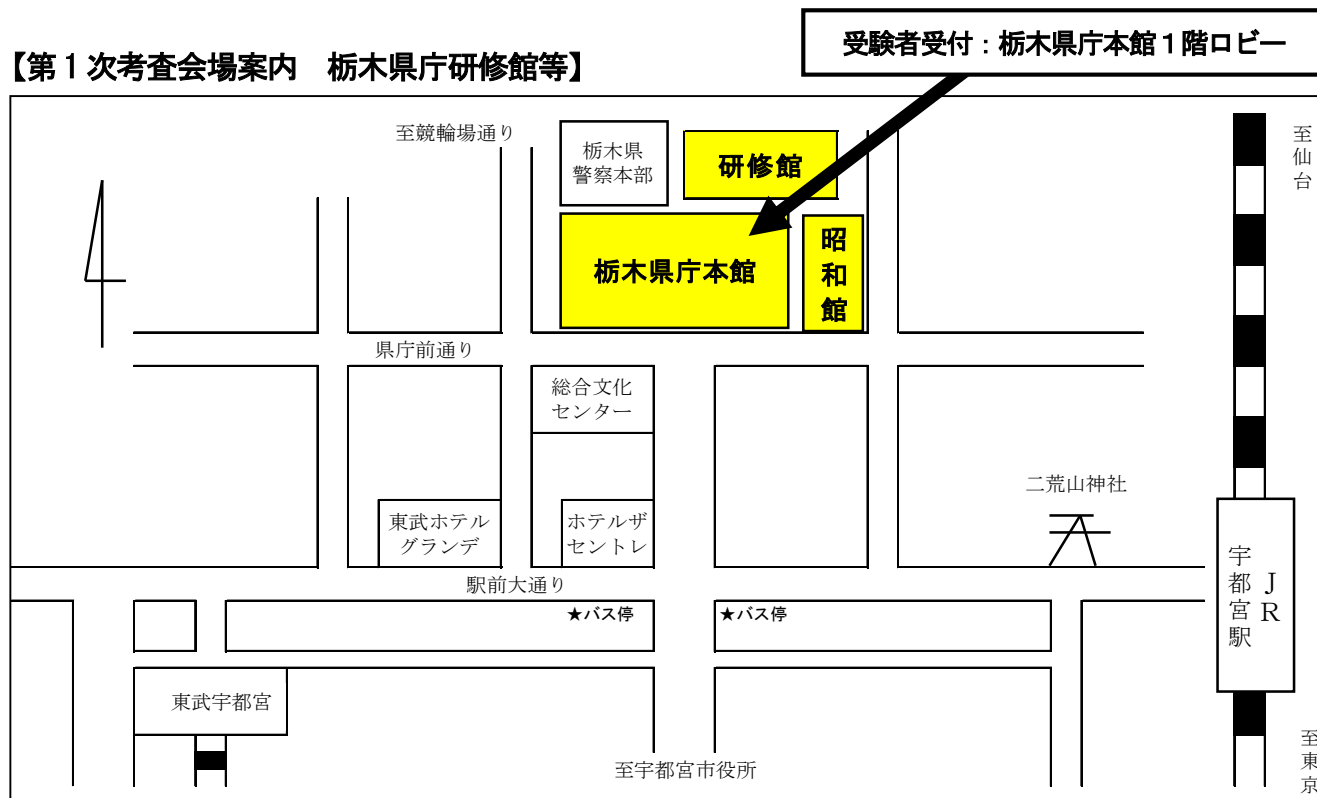 受験者受付：栃木県庁本館１階ロビー
【第１次考査会場案内　栃木県庁研修館等】
至競輪場通り
栃木県
警察本部
研修館
至仙台
栃木県庁本館
昭和館
県庁前通り
総合文化
センター
二荒山神社
東武ホテル
グランデ
ホテルザ
セントレ
駅前大通り
ＪＲ
宇都宮駅
★バス停
★バス停
東武宇都宮
至宇都宮市役所
至東京